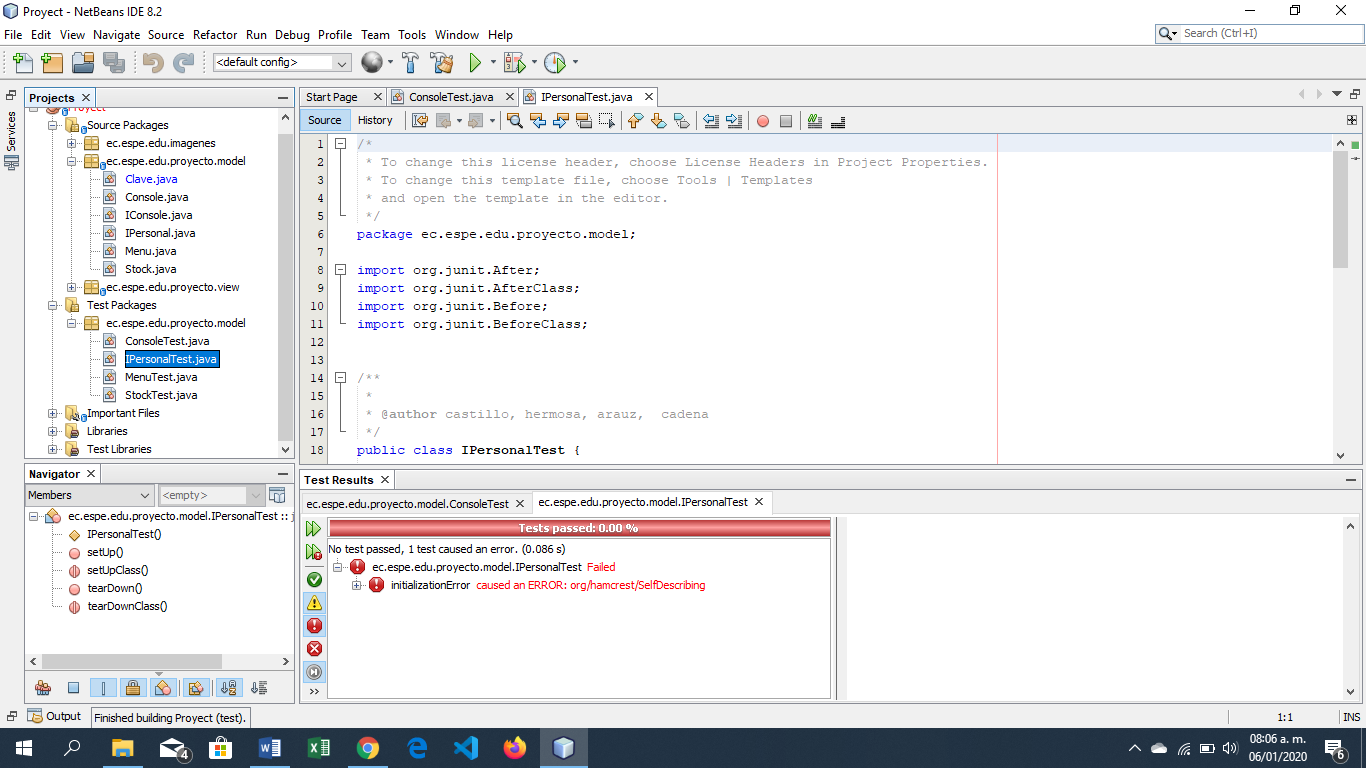 Proyect - NetBeans IDE 8.2
File Edit View Navigate Source Refactor Run Debug Profile Team Tools Window Help
Search (Ctrl+I)
<default config>
Services
Projects
Proyect
Source Packages
ec.espe.edu.imagenes
ec.espe.edu.proyecto.model
Clave.java
Console.java
IConsole.java
IPersonal.java
Menu.java
Stock.java
ec.espe.edu.proyecto.view
Test Packages
ec.espe.edu.proyecto.model
ConsoleTest.java
IPersonalTest.java
MenuTest.java
StockTest.java
Important Files
Libraries
Test Libraries
Start Page ConsoleTest.java IPersonalTest.java
Source History
1 /*
2 * To change this license header, choose License Headers in Project Properties.
3 * To change this template file, choose Tools | Templates
4 * and open the template in the editor.
5 */
6 package ec.espe.edu.proyecto.model;
7
8 import org.junit.After;
9 import org.junit.AfterClass;
10 import org.junit.Before;
11 import org.junit.BeforeClass;
12
13
14 /**
15 *
16 * @author castillo, hermosa, arauz, cadena
17 */
18 public class IPersonalTest {
Navigator
Members <empty>
ec.espe.edu.proyecto.model.IPersonalTest :: j
IPersonalTest()
setUp()
setUpClass()
tearDown()
tearDownClass()
Test Results
ec.espe.edu.proyecto.model.ConsoleTest ec.espe.edu.proyecto.model.IPersonalTest
Tests passed: 0.00 %
No test passed, 1 test caused an error. (0.086 s)
ec.espe.edu.proyecto.model.IPersonalTest Failed
initializationError caused an ERROR: org/hamcrest/SelfDescribing
Output
Finished building Proyect (test).
1:1 INS
4
08:06 a. m.
06/01/2020
6